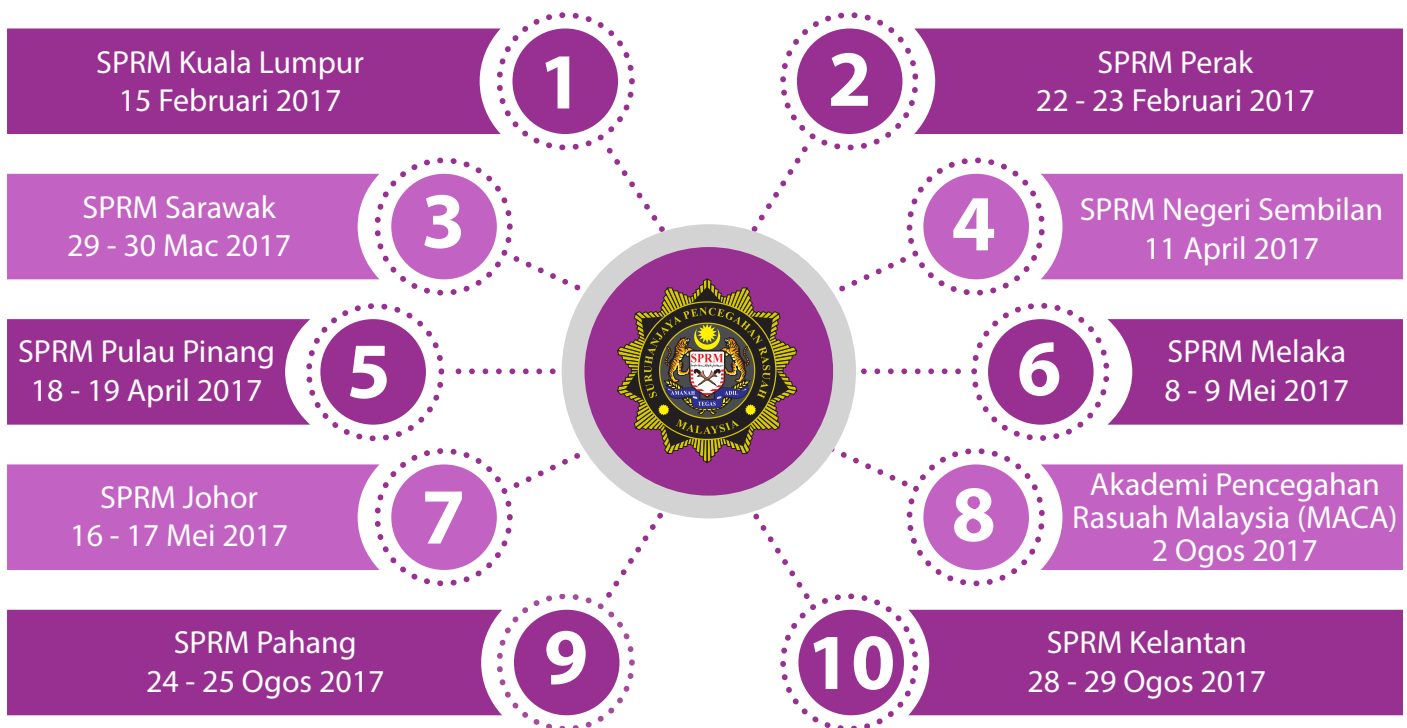 SPRM Kuala Lumpur
15 Februari 2017
1
2
SPRM Perak
22 - 23 Februari 2017
SPRM Sarawak
29 - 30 Mac 2017
3
4
SPRM Negeri Sembilan
11 April 2017
SPRM Pulau Pinang
18 - 19 April 2017
5
SURUHANJAYA PENCEGAHAN RASUAH
SPRM
AMANAH
TEGAS
ADIL
MALAYSIA
6
SPRM Melaka
8 - 9 Mei 2017
SPRM Johor
16 - 17 Mei 2017
7
8
Akademi Pencegahan
Rasuah Malaysia (MACA)
2 Ogos 2017
SPRM Pahang
24 - 25 Ogos 2017
9
10
SPRM Kelantan
28 - 29 Ogos 2017